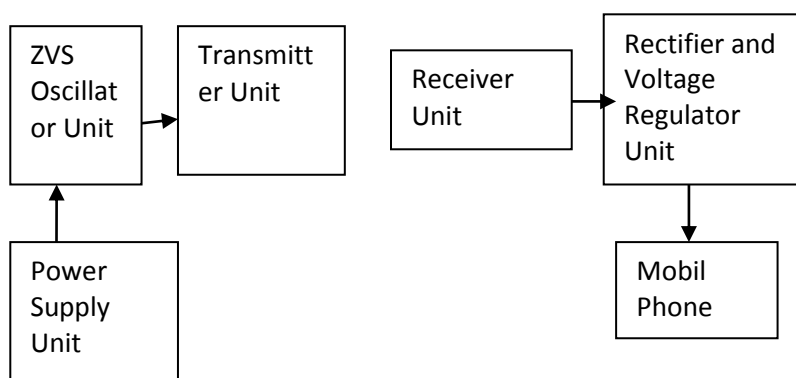 ZVS
Oscillat
or Unit
Transmitt
er Unit
Receiver
Unit
Rectifier and
Voltage
Regulator
Unit
Power
Supply
Unit
Mobil
Phone